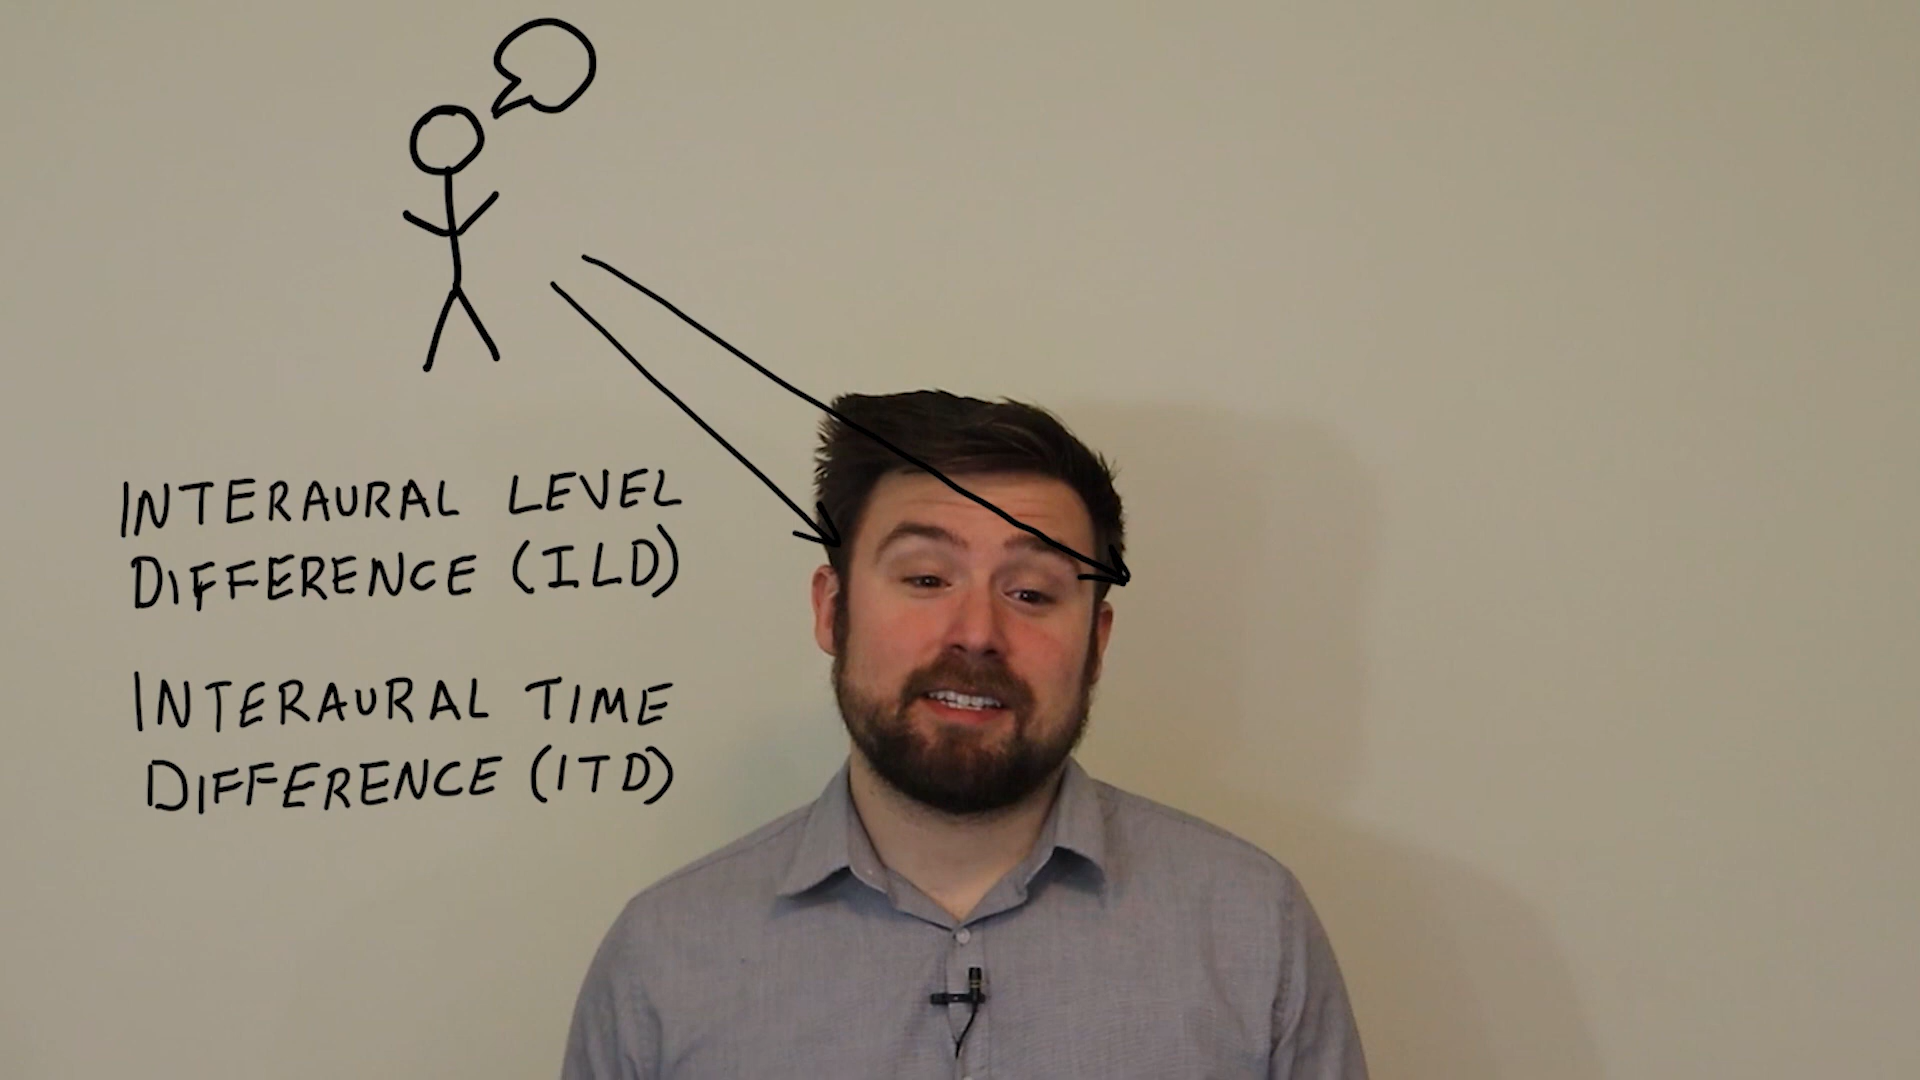 INTERAURAL LEVEL
DIFFERENCE (ILD)
INTERAURAL TIME
DIFFERENCE (ITD)